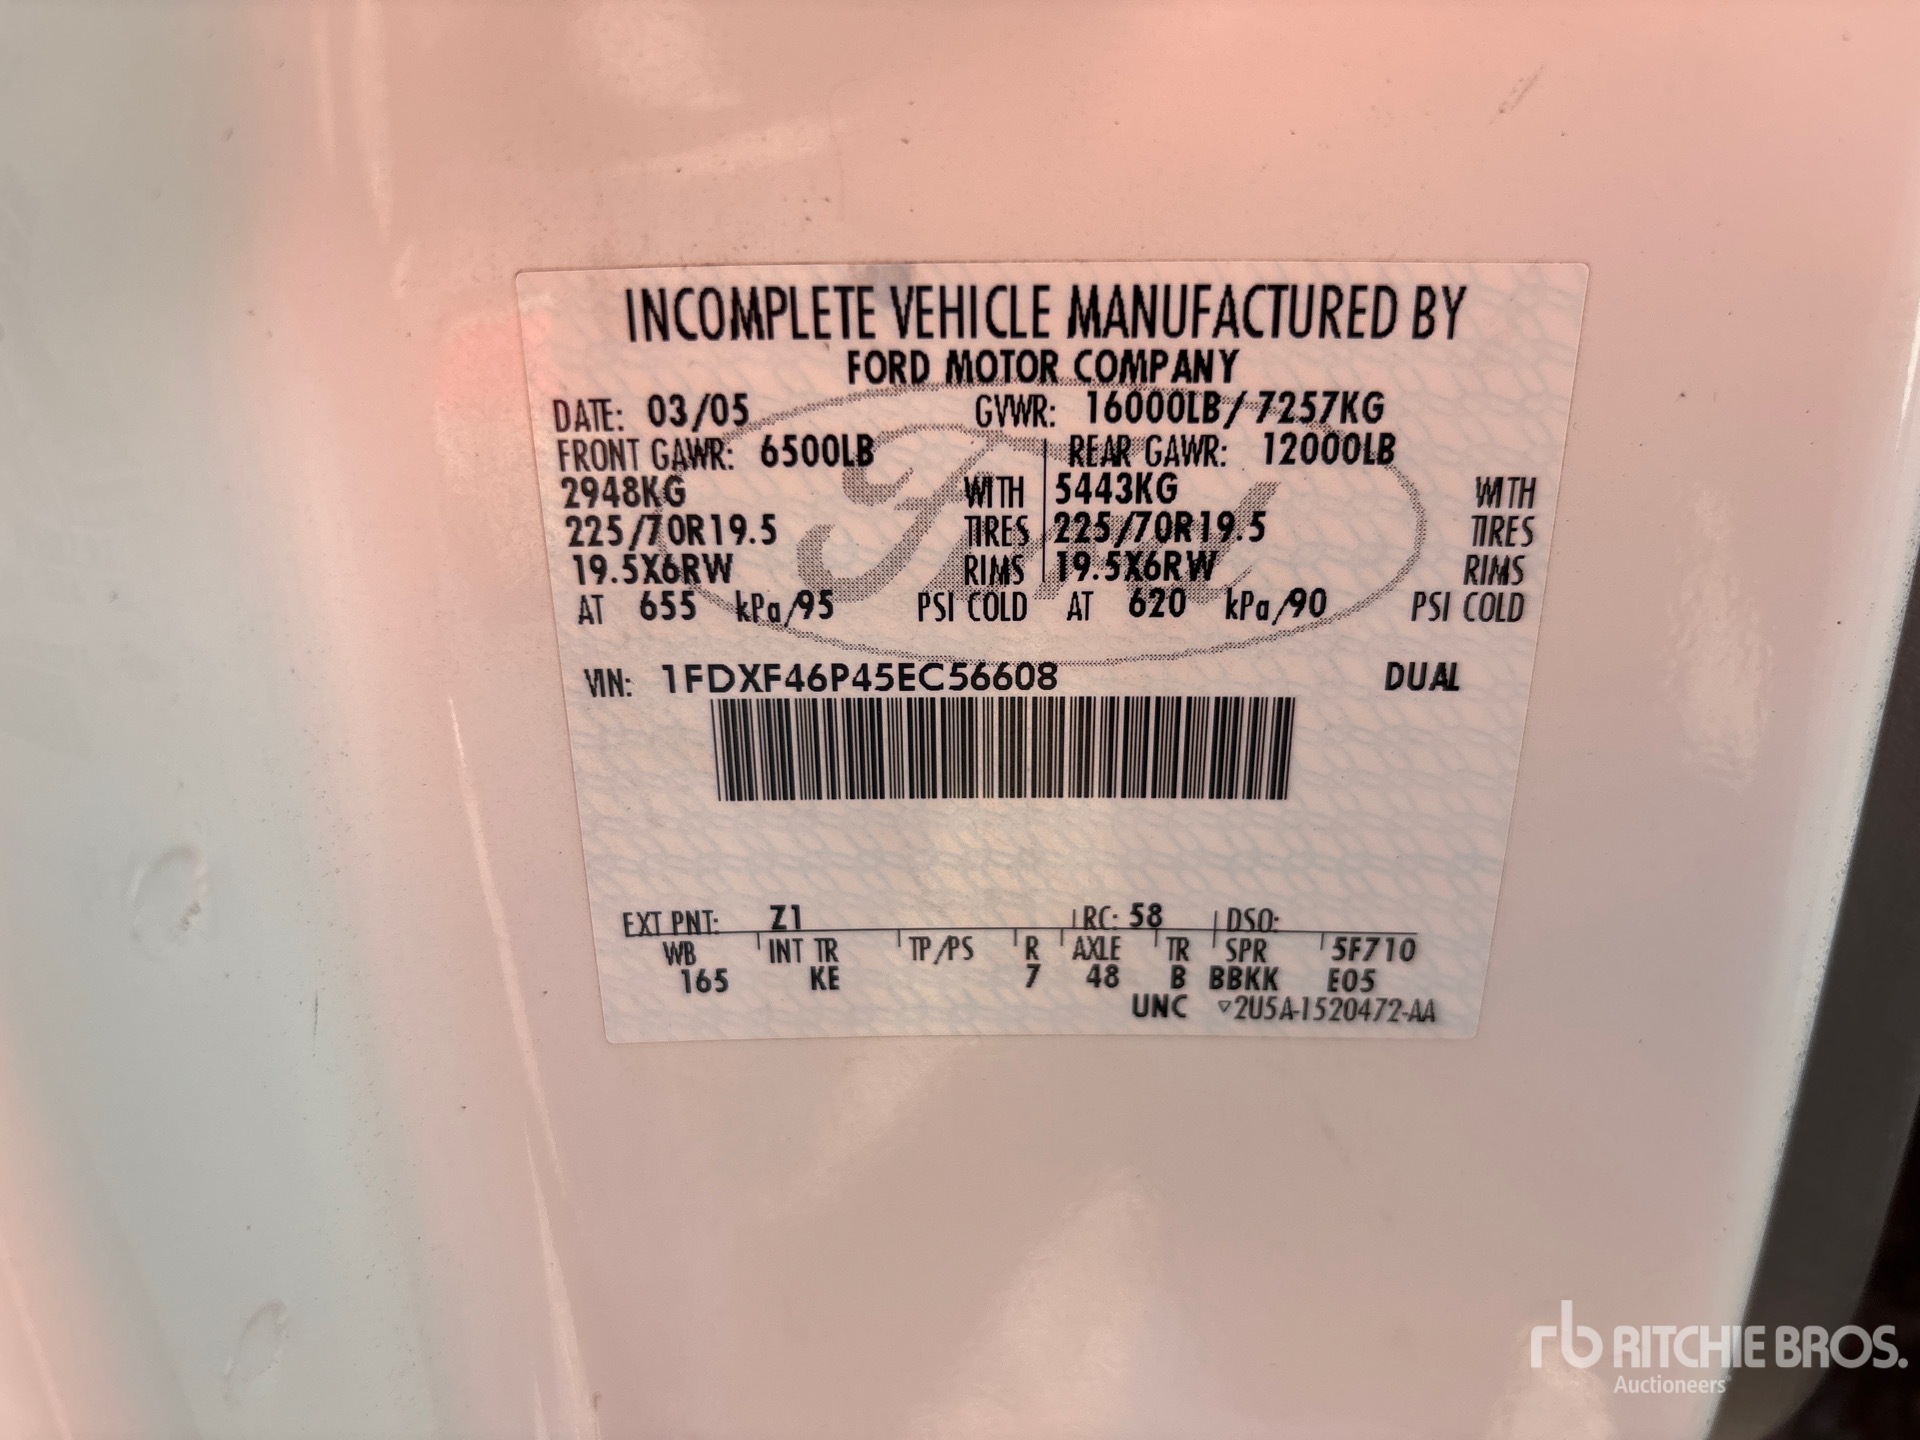 INCOMPLETE VEHICLE MANUFACTURED BY
FORD MOTOR COMPANY
DATE: 03/05 GVWR: 16000LB/ 7257KG
FRONT GAWR: 6500LB REAR GAWR: 12000LB
2948KG WITH 5443KG WITH
225/70R19.5 TIRES 225/70R19.5 TIRES
19.5X6RW RIMS 19.5X6RW RIMS
AT 655 kPa/95 PSI COLD AT 620 kPa/90 PSI COLD
VIN: 1FDXF46P45EC56608 DUAL
EXT PNT: Z1 RC: 58 DSO:
WB INT TR TP/PS R AXLE TR SPR 5F710
165 KE 7 48 B BBKK E05
UNC ▽2U5A-1520472-AA
Ford
rb RITCHIE BROS.
Auctioneers